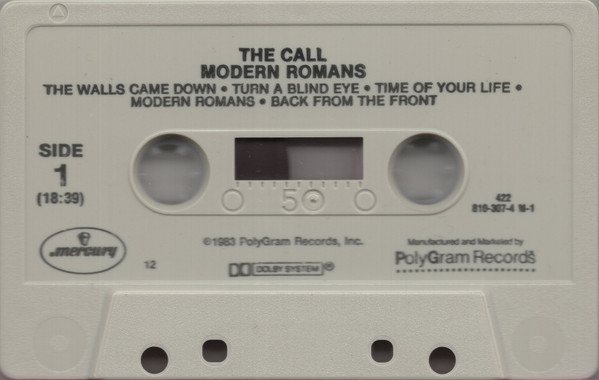 THE CALL
MODERN ROMANS
THE WALLS CAME DOWN • TURN A BLIND EYE • TIME OF YOUR LIFE •
MODERN ROMANS • BACK FROM THE FRONT
SIDE
1
(18:39)
50
422
810-307-4 M-1
mercury
12
©1983 PolyGram Records, Inc.
DOLBY SYSTEM ®
Manufactured and Marketed by
PolyGram Records